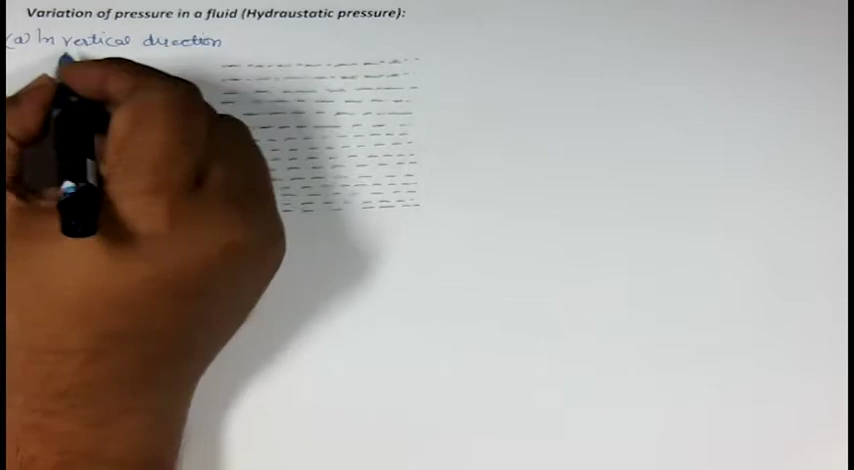 Variation of pressure in a fluid (Hydraustatic pressure):
(a) In vertical direction